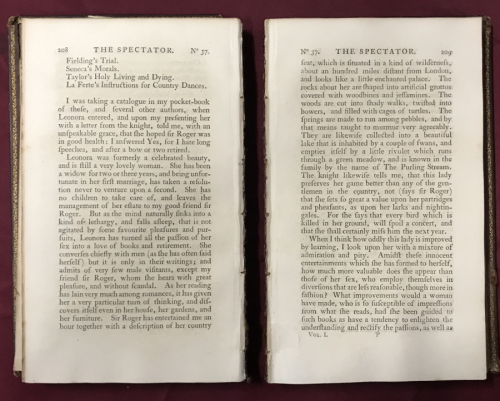 208 THE SPECTATOR. Nº 37.
Fielding's Trial.
Seneca's Morals.
Taylor's Holy Living and Dying.
La Ferte's Inſtructions for Country Dances.
I was taking a catalogue in my pocket-book
of theſe, and ſeveral other authors, when
Leonora entered, and upon my preſenting her
with a letter from the knight, told me, with an
unſpeakable grace, that ſhe hoped ſir Roger was
in good health: I anſwered Yes, for I hate long
ſpeeches, and after a bow or two retired.
Leonora was formerly a celebrated beauty,
and is ſtill a very lovely woman. She has been
a widow for two or three years, and being unfor-
tunate in her firſt marriage, has taken a reſolu-
tion never to venture upon a ſecond. She has
no children to take care of, and leaves the
management of her eſtate to my good friend ſir
Roger. But as the mind naturally ſinks into a
kind of lethargy, and falls aſleep, that is not
agitated by ſome favourite pleaſures and pur-
ſuits, Leonora has turned all the paſſion of her
ſex into a love of books and retirement. She
converſes chiefly with men (as ſhe has often ſaid
herſelf) but it is only in their writings; and
admits of very few male viſitants, except my
friend ſir Roger, whom ſhe hears with great
pleaſure, and without ſcandal. As her reading
has lain very much among romances, it has given
her a very particular turn of thinking, and diſ-
covers itſelf even in her houſe, her gardens, and
her furniture. Sir Roger has entertained me an
hour together with a deſcription of her country
Nº 37. THE SPECTATOR. 209
ſeat, which is ſituated in a kind of wilderneſs,
about an hundred miles diſtant from London,
and looks like a little enchanted palace. The
rocks about her are ſhaped into artificial grottos
covered with woodbines and jeſſamines. The
woods are cut into ſhady walks, twiſted into
bowers, and filled with cages of turtles. The
ſprings are made to run among pebbles, and by
that means taught to murmur very agreeably.
They are likewiſe collected into a beautiful
lake that is inhabited by a couple of ſwans, and
empties itſelf by a little rivulet which runs
through a green meadow, and is known in the
family by the name of The Purling Stream.
The knight likewiſe tells me, that this lady
preſerves her game better than any of the gen-
tlemen in the country, not (ſays ſir Roger)
that ſhe ſets ſo great a value upon her partridges
and pheaſants, as upon her larks and nightin-
gales. For ſhe ſays that every bird which is
killed in her ground, will ſpoil a concert, and
that ſhe ſhall certainly miſs him the next year.
When I think how oddly this lady is improved
by learning, I look upon her with a mixture of
admiration and pity. Amidſt theſe innocent
entertainments which ſhe has formed to herſelf,
how much more valuable does ſhe appear than
thoſe of her ſex, who employ themſelves in
diverſions that are leſs reaſonable, though more in
faſhion? What improvements would a woman
have made, who is ſo ſuſceptible of impreſſions
from what ſhe reads, had ſhe been guided to
ſuch books as have a tendency to enlighten the
underſtanding and rectify the paſſions, as well as
Vol. I.